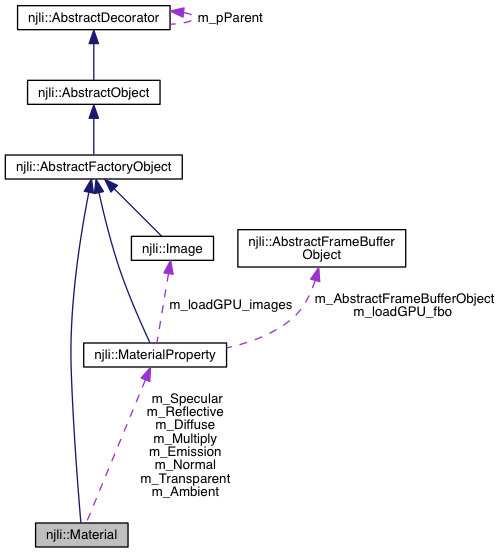 njli::AbstractDecorator
m_pParent
njli::AbstractObject
njli::AbstractFactoryObject
njli::Image
njli::AbstractFrameBuffer
Object
m_loadGPU_images
m_AbstractFrameBufferObject
m_loadGPU_fbo
njli::MaterialProperty
m_Specular
m_Reflective
m_Diffuse
m_Multiply
m_Emission
m_Normal
m_Transparent
m_Ambient
njli::Material